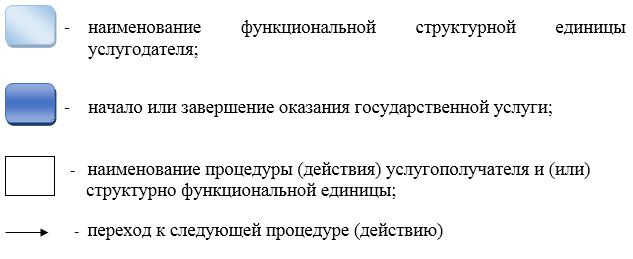 - наименование функциональной структурной единицы
услугодателя;
- начало или завершение оказания государственной услуги;
- наименование процедуры (действия) услугополучателя и (или)
структурно функциональной единицы;
- переход к следующей процедуре (действию)